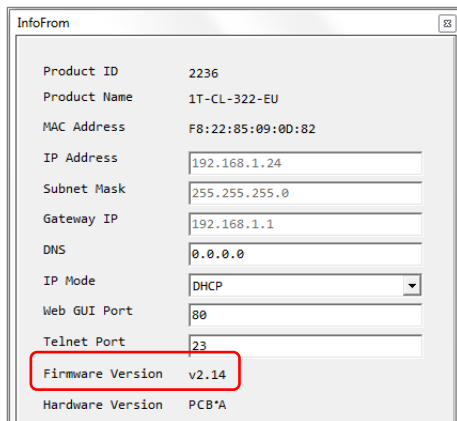 InfoFrom
Product ID 2236
Product Name 1T-CL-322-EU
MAC Address F8:22:85:09:0D:82
IP Address 192.168.1.24
Subnet Mask 255.255.255.0
Gateway IP 192.168.1.1
DNS 0.0.0.0
IP Mode DHCP
Web GUI Port 80
Telnet Port 23
Firmware Version v2.14
Hardware Version PCB*A